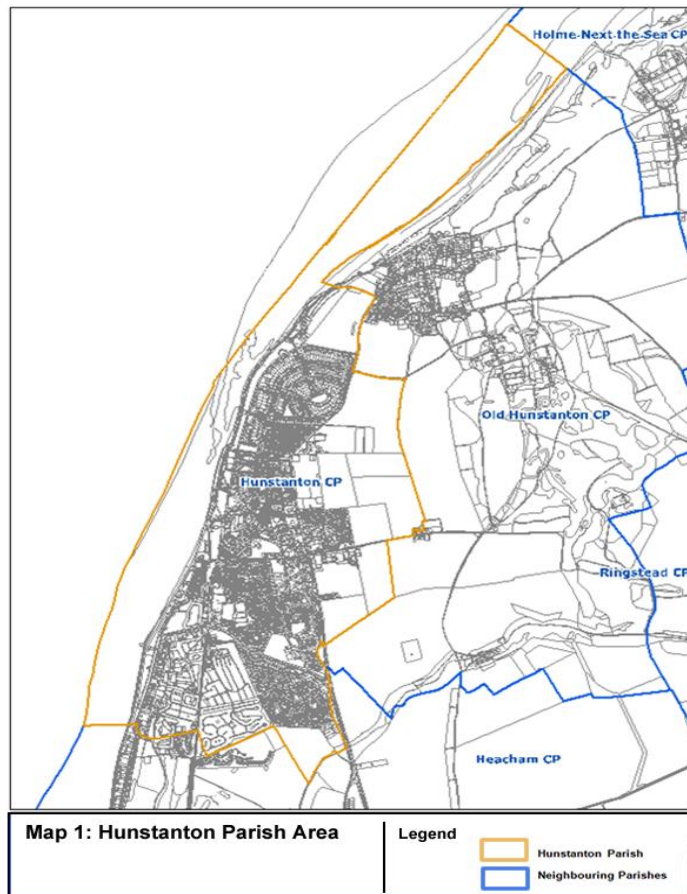 Holme-Next-the-Sea CP
Old Hunstanton CP
Hunstanton CP
Ringstead CP
Heacham CP
Map 1: Hunstanton Parish Area
Legend
Hunstanton Parish
Neighbouring Parishes